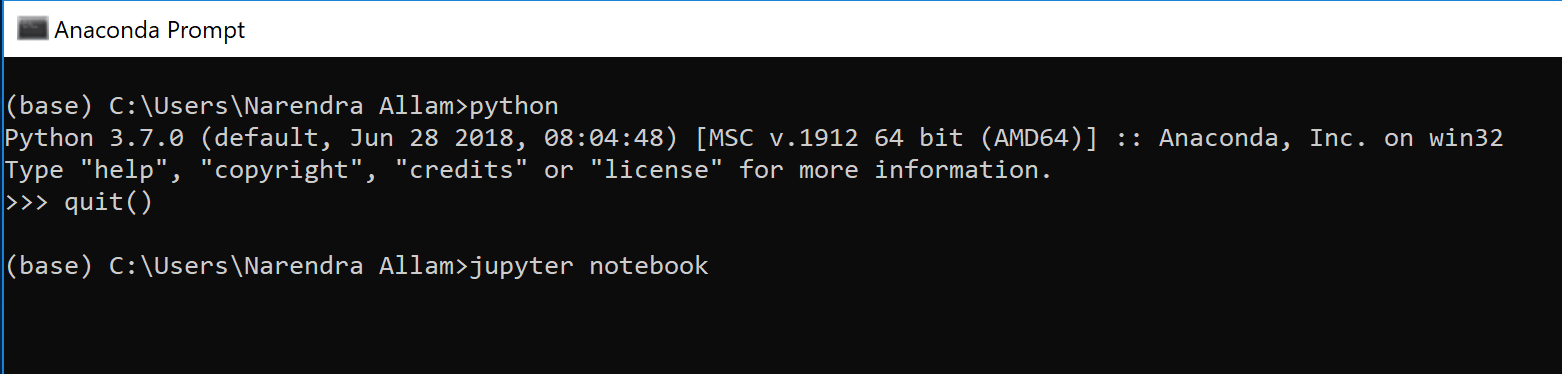 Anaconda Prompt
(base) C:\Users\Narendra Allam>python
Python 3.7.0 (default, Jun 28 2018, 08:04:48) [MSC v.1912 64 bit (AMD64)] :: Anaconda, Inc. on win32
Type "help", "copyright", "credits" or "license" for more information.
>>> quit()
(base) C:\Users\Narendra Allam>jupyter notebook